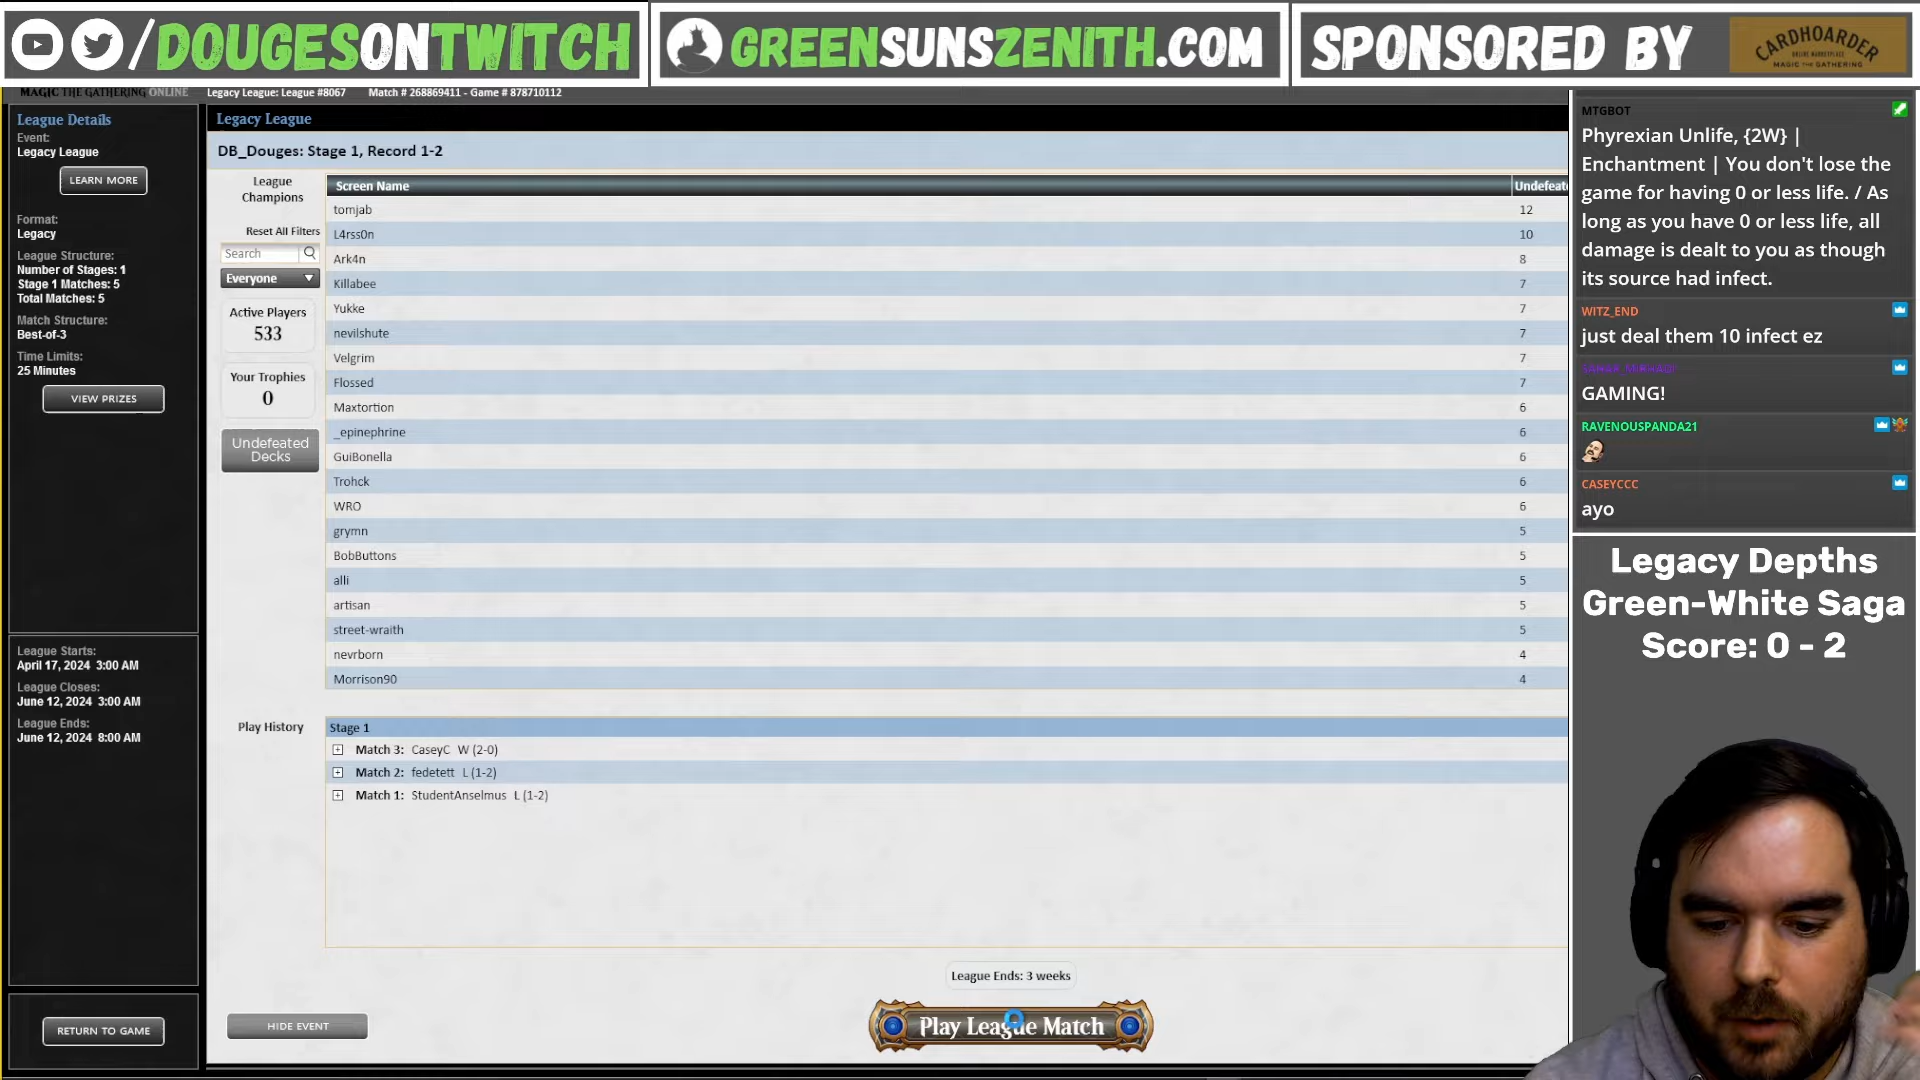 /DOUGESONTWITCH
GREENSUNSZENITH.COM
SPONSORED BY
CARDHOARDER
ONLINE MARKETPLACE
MAGIC THE GATHERING
MAGIC THE GATHERING ONLINE
Legacy League: League #8067
Match # 268869411 - Game # 878710112
League Details
Event:
Legacy League
LEARN MORE
Format:
Legacy
League Structure:
Number of Stages: 1
Stage 1 Matches: 5
Total Matches: 5
Match Structure:
Best-of-3
Time Limits:
25 Minutes
VIEW PRIZES
League Starts:
April 17, 2024 3:00 AM
League Closes:
June 12, 2024 3:00 AM
League Ends:
June 12, 2024 8:00 AM
RETURN TO GAME
Legacy League
DB_Douges: Stage 1, Record 1-2
League
Champions
Reset All Filters
Search
Everyone
Active Players
533
Your Trophies
0
Undefeated
Decks
Screen Name Undefeat
tomjab 12
L4rss0n 10
Ark4n 8
Killabee 7
Yukke 7
nevilshute 7
Velgrim 7
Flossed 7
Maxtortion 6
_epinephrine 6
GuiBonella 6
Trohck 6
WRO 6
grymn 5
BobButtons 5
alli 5
artisan 5
street-wraith 5
nevrborn 4
Morrison90 4
Play History
Stage 1
Match 3: CaseyC W (2-0)
Match 2: fedetett L (1-2)
Match 1: StudentAnselmus L (1-2)
League Ends: 3 weeks
HIDE EVENT
Play League Match
MTGBOT
Phyrexian Unlife, {2W} |
Enchantment | You don't lose the
game for having 0 or less life. / As
long as you have 0 or less life, all
damage is dealt to you as though
its source had infect.
WITZ_END
just deal them 10 infect ez
GAMING!
RAVENOUSPANDA21
CASEYCCC
ayo
Legacy Depths
Green-White Saga
Score: 0 - 2